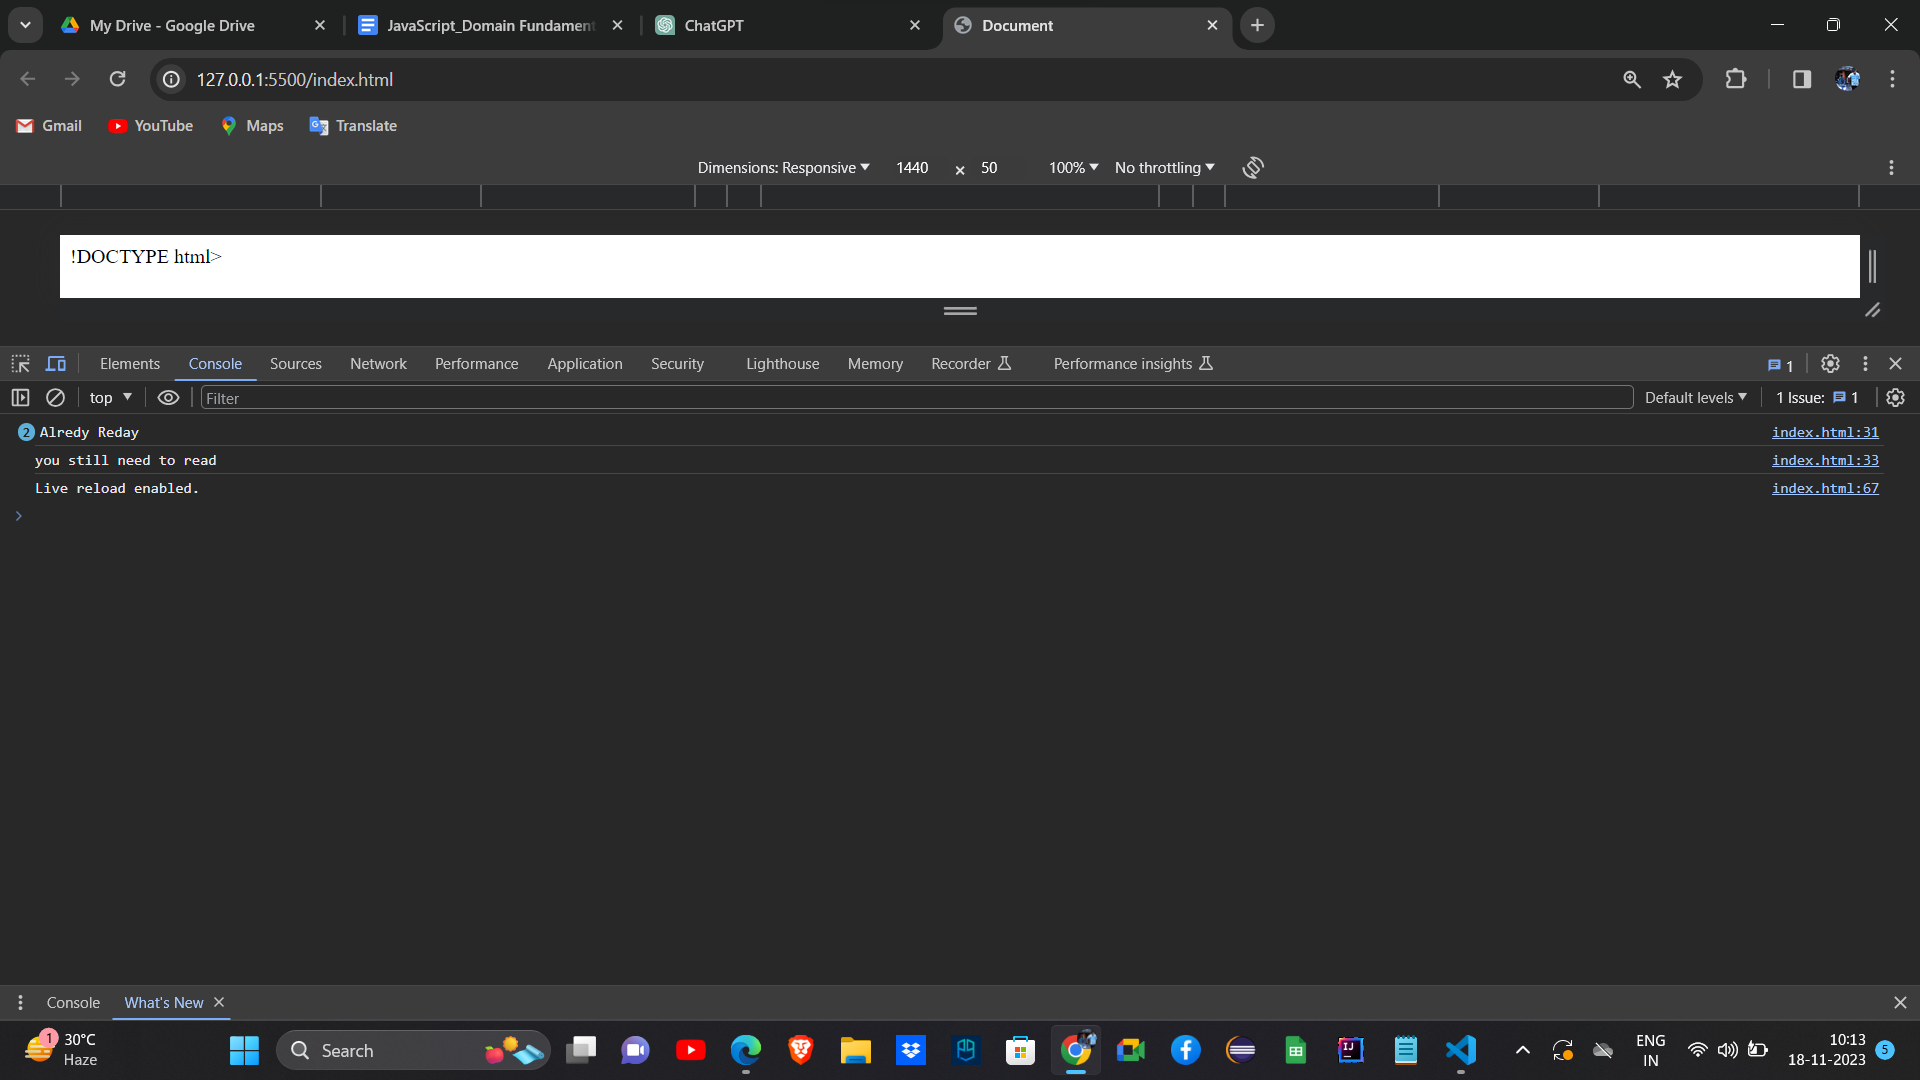 My Drive - Google Drive
JavaScript_Domain Fundament
ChatGPT
Document
127.0.0.1:5500/index.html
Gmail
YouTube
Maps
Translate
Dimensions: Responsive
1440
x
50
100%
No throttling
!DOCTYPE html>
Elements
Console
Sources
Network
Performance
Application
Security
Lighthouse
Memory
Recorder
Performance insights
1
top
Filter
Default levels
1 Issue:
1
2
Alredy Reday
index.html:31
you still need to read
index.html:33
Live reload enabled.
index.html:67
Console
What's New
1
30°C
Haze
Search
IJ
ENG
IN
10:13
18-11-2023
5